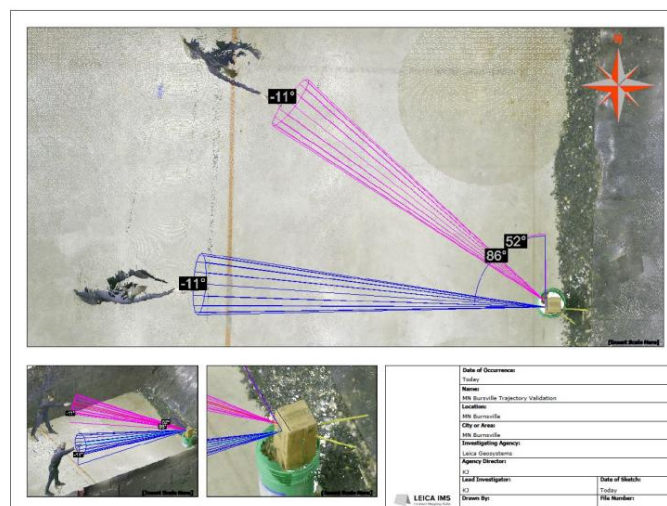 -11°
52°
86°
-11°
[Insert Scale Here]
[Insert Scale Here]
[Insert Scale Here]
Date of Occurrence:
Today
Name:
MN Burnsville Trajectory Validation
Location:
MN Burnsville
City or Area:
MN Burnsville
Investigating Agency:
Leica Geosystems
Agency Director:
KJ
Lead Investigator:
KJ
Date of Sketch:
Today
LEICA IMS
Drawn By:
File Number: